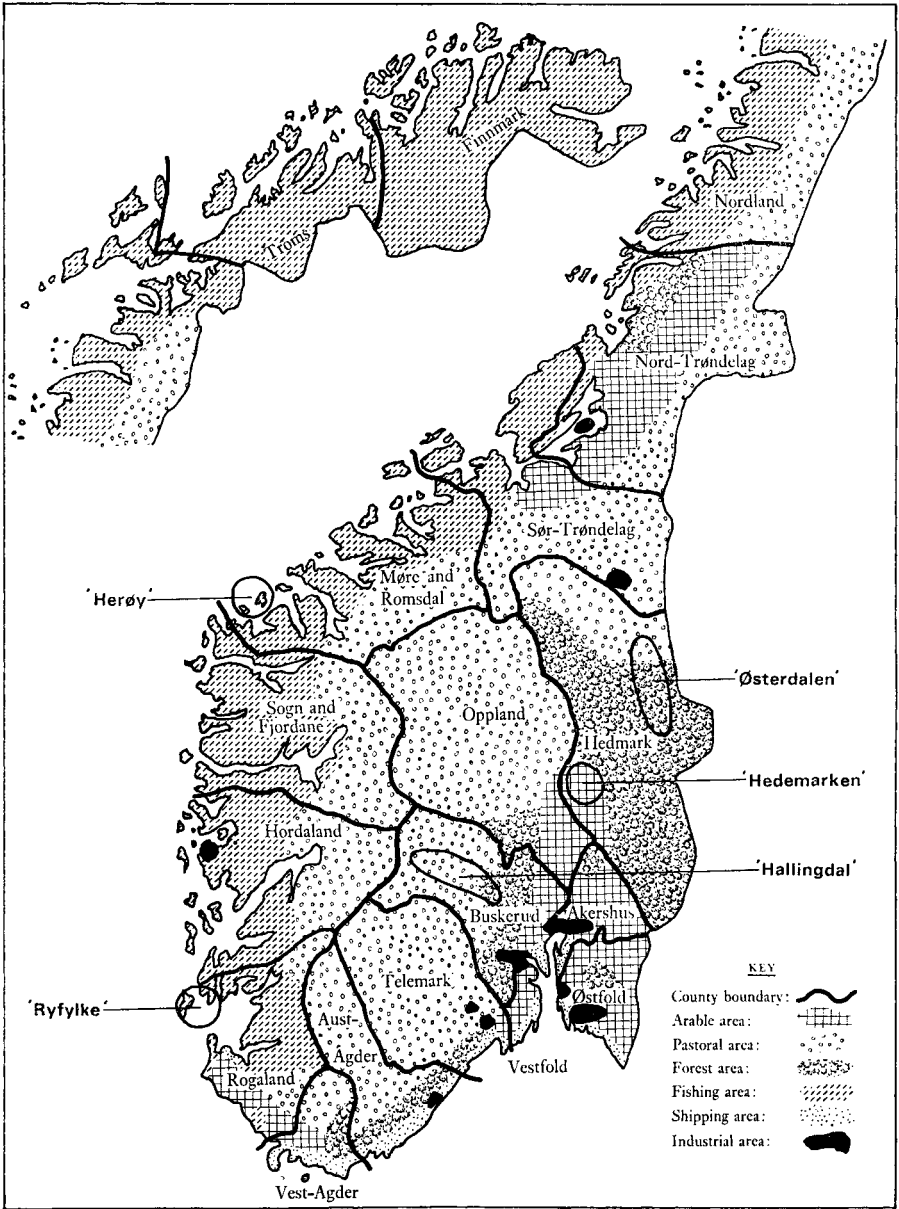 Finnmark
Troms
Nordland
Nord-Trøndelag
Sør-Trøndelag
Møre and
Romsdal
'Herøy'
'Østerdalen'
Sogn and
Fjordane
Oppland
Hedmark
'Hedemarken'
Hordaland
'Hallingdal'
Buskerud
Akershus
'Ryfylke'
Telemark
Østfold
Aust-
Agder
Rogaland
Vestfold
Vest-Agder
KEY
County boundary:
Arable area:
Pastoral area:
Forest area:
Fishing area:
Shipping area:
Industrial area: